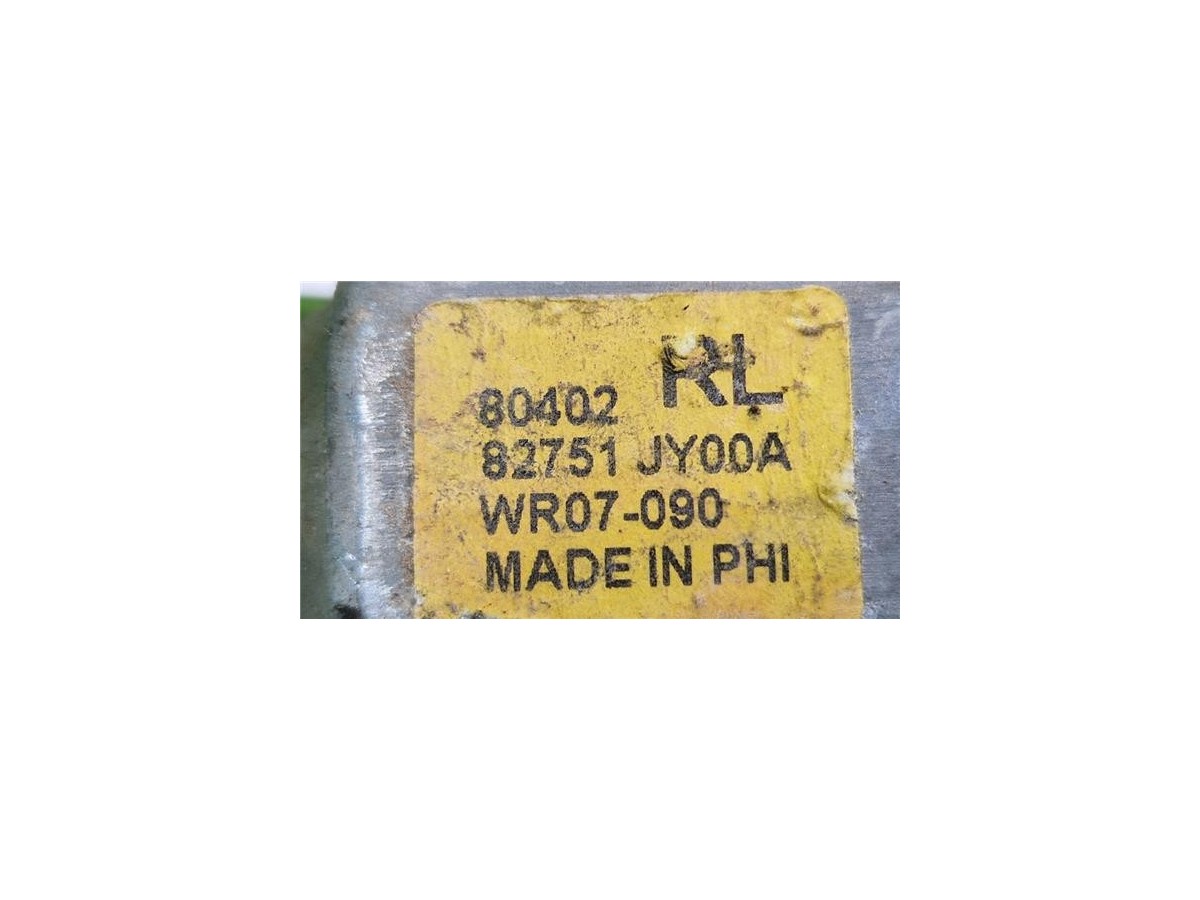 80402 RL
82751 JY00A
WR07-090
MADE IN PHI